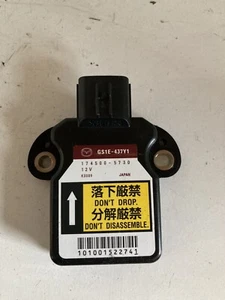 GS1E-437Y1
174500-5730
12V
JAPAN
落下厳禁
DON'T DROP.
分解厳禁
DON'T DISASSEMBLE.
101001522741